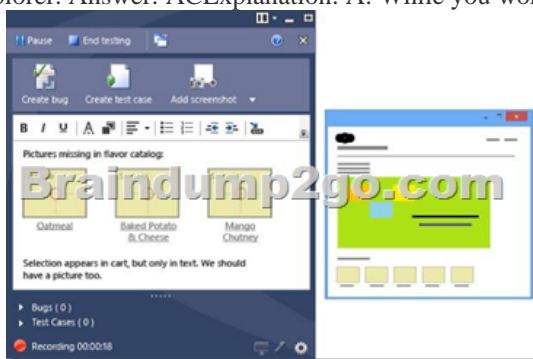 plorer. Answer: ACExplanation: A: While you wor
Pause End testing
Create bug Create test case Add screenshot
B I U A
Pictures missing in flavor catalog:
Braindump2go.com
Oatmeal Baked Potato & Cheese Mango Chutney
Selection appears in cart, but only in text. We should
have a picture too.
Bugs ( 0 )
Test Cases ( 0 )
Recording 00:00:18